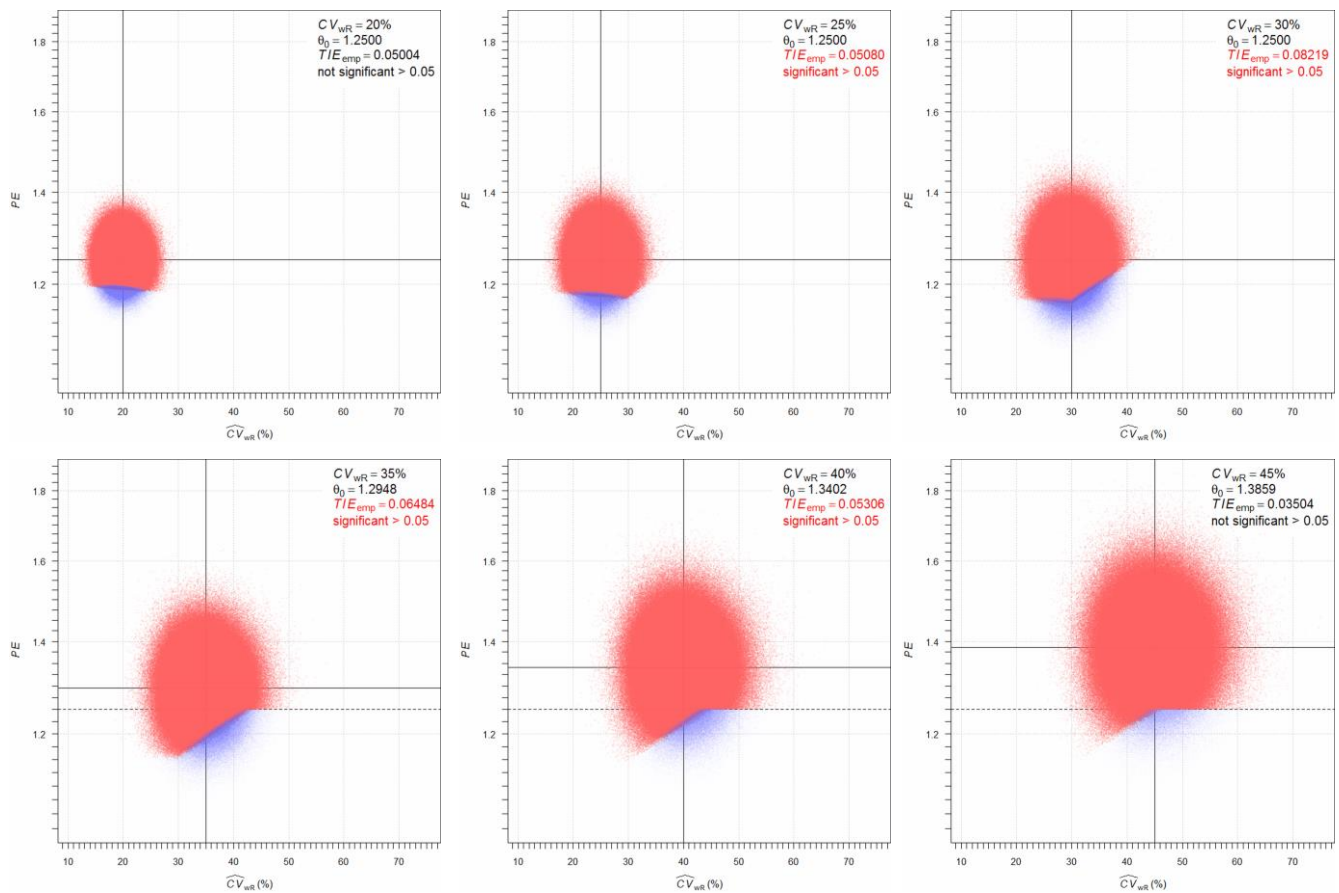 CVwR = 20%
θ0 = 1.2500
TIEemp = 0.05004
not significant > 0.05
1.8
1.6
1.4
1.2
PE
10 20 30 40 50 60 70
CVwR (%)
CVwR = 25%
θ0 = 1.2500
TIEemp = 0.05080
significant > 0.05
1.8
1.6
1.4
1.2
PE
10 20 30 40 50 60 70
CVwR (%)
CVwR = 30%
θ0 = 1.2500
TIEemp = 0.08219
significant > 0.05
1.8
1.6
1.4
1.2
PE
10 20 30 40 50 60 70
CVwR (%)
CVwR = 35%
θ0 = 1.2948
TIEemp = 0.06484
significant > 0.05
1.8
1.6
1.4
1.2
PE
10 20 30 40 50 60 70
CVwR (%)
CVwR = 40%
θ0 = 1.3402
TIEemp = 0.05306
significant > 0.05
1.8
1.6
1.4
1.2
PE
10 20 30 40 50 60 70
CVwR (%)
CVwR = 45%
θ0 = 1.3859
TIEemp = 0.03504
not significant > 0.05
1.8
1.6
1.4
1.2
PE
10 20 30 40 50 60 70
CVwR (%)